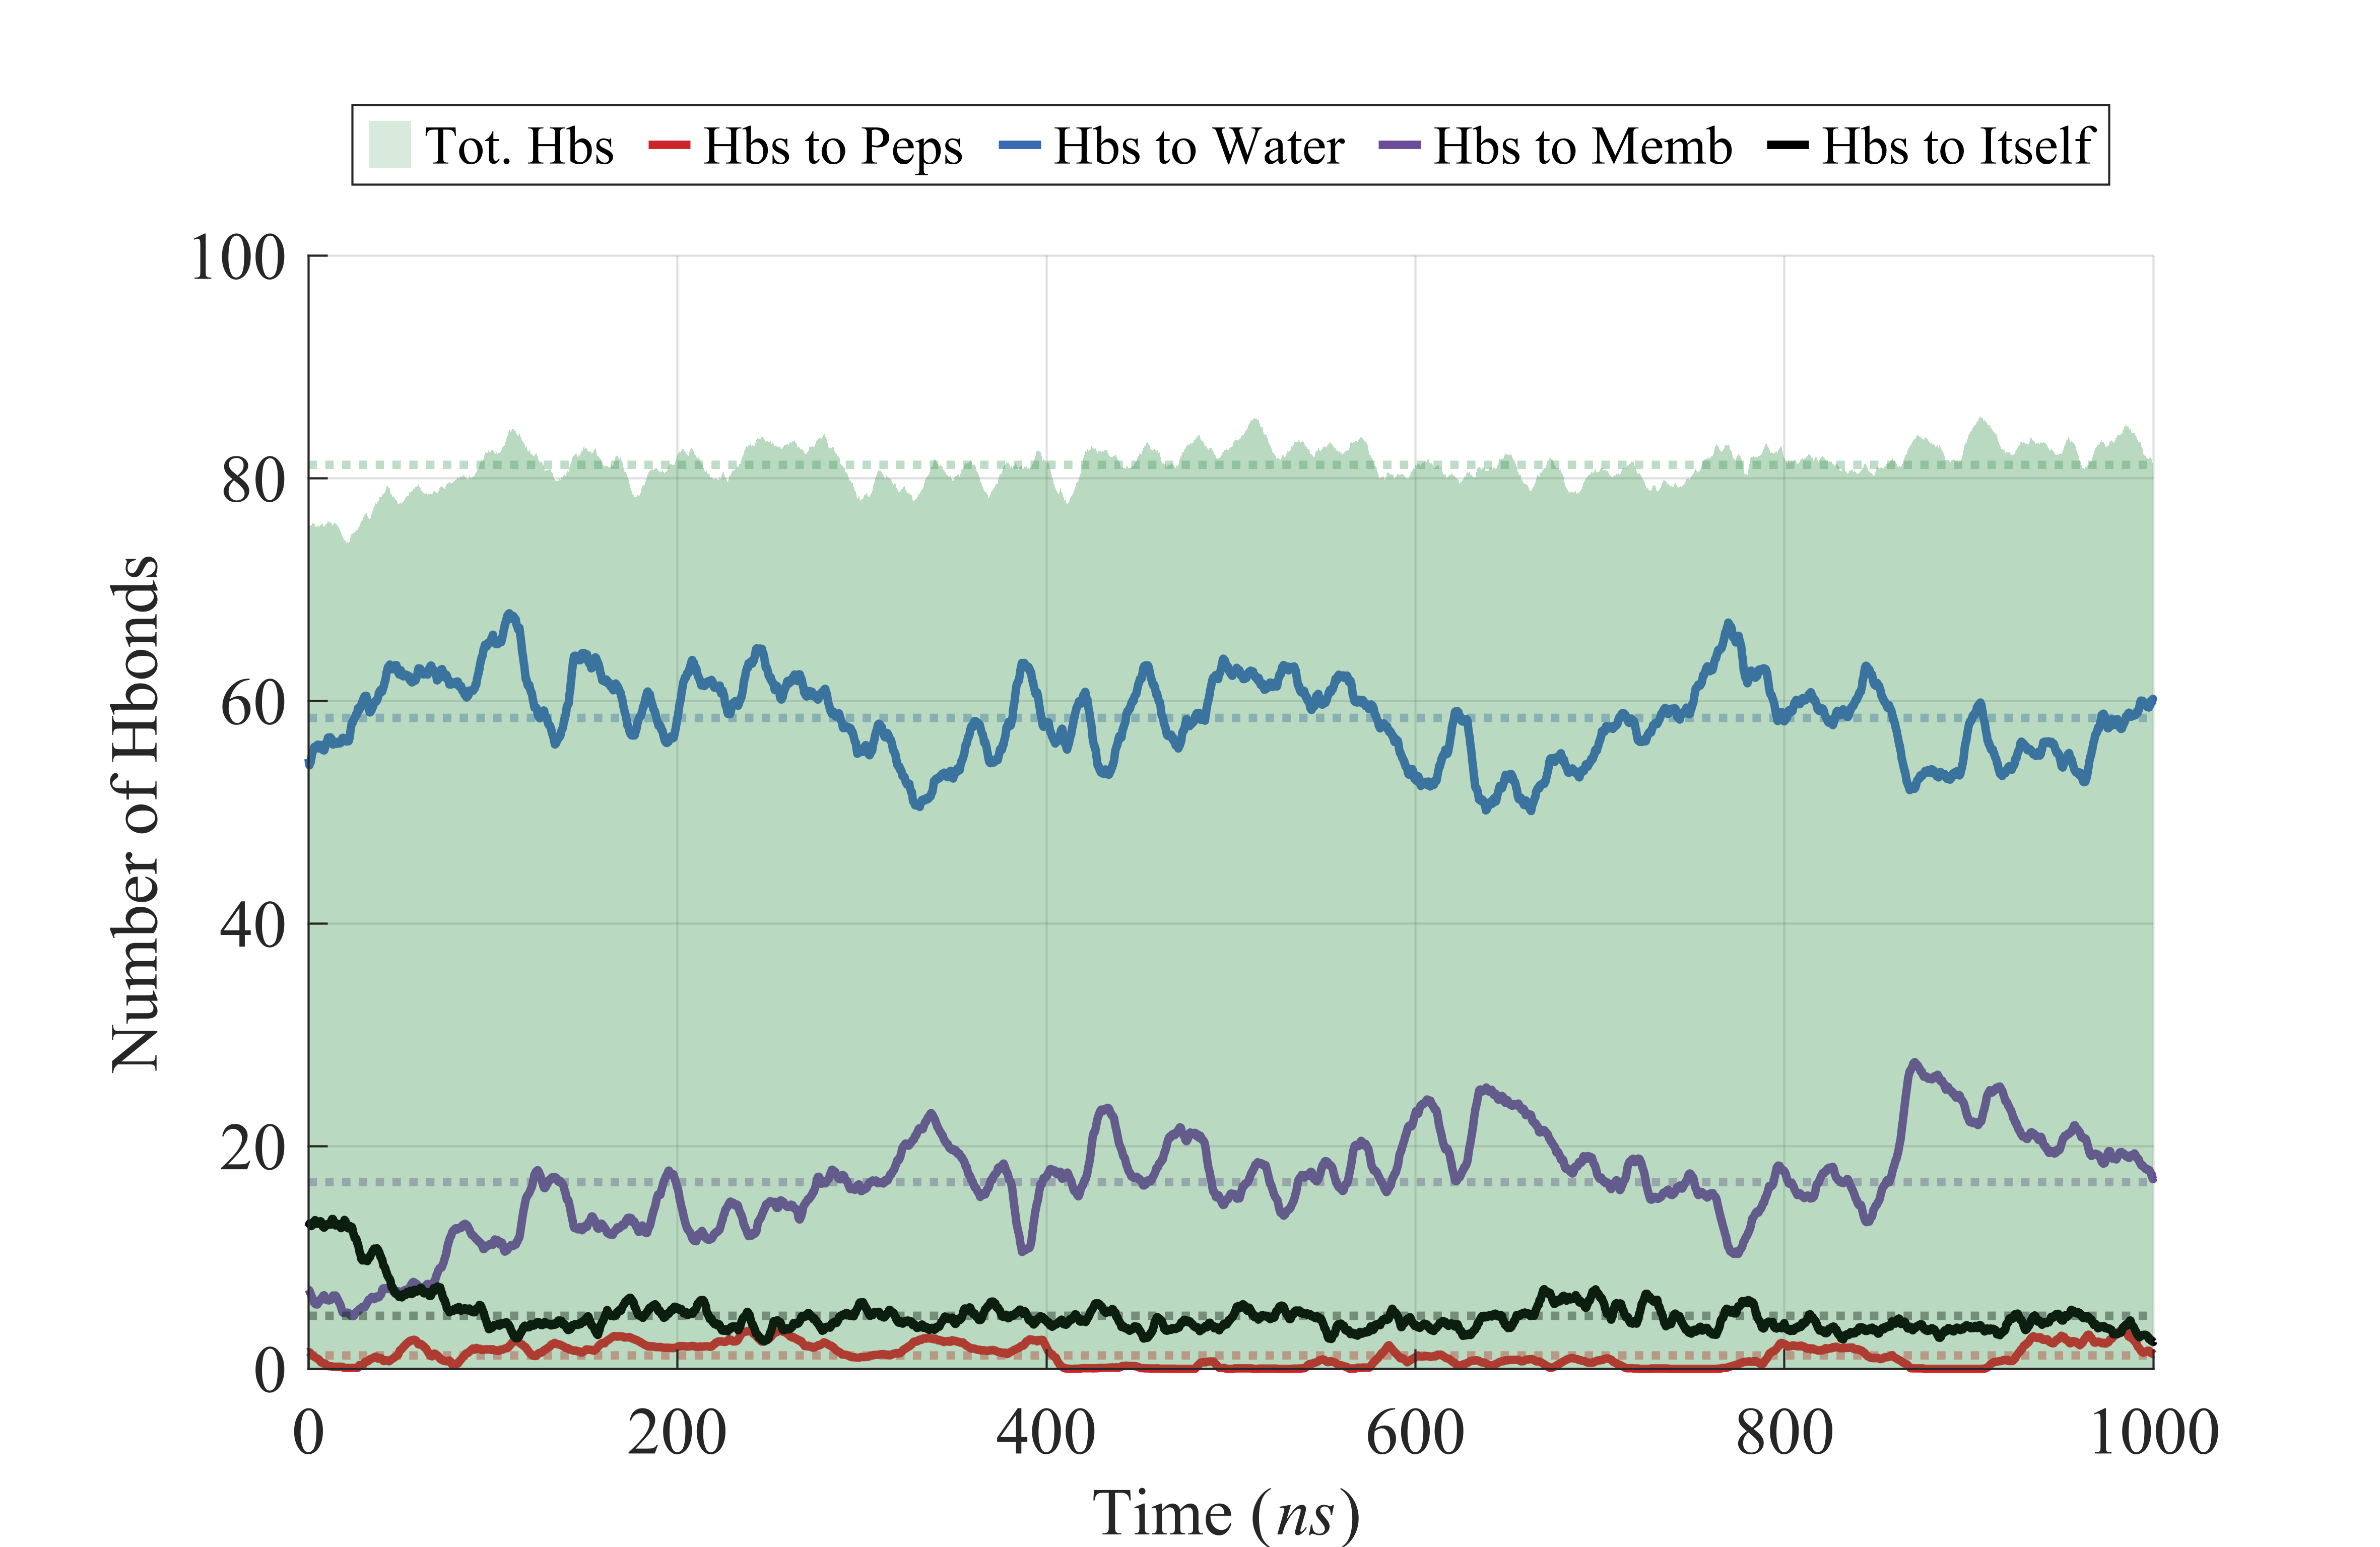 Tot. Hbs Hbs to Peps Hbs to Water Hbs to Memb Hbs to Itself
100
80
60
40
20
0
Number of Hbonds
0 200 400 600 800 1000
Time (ns)